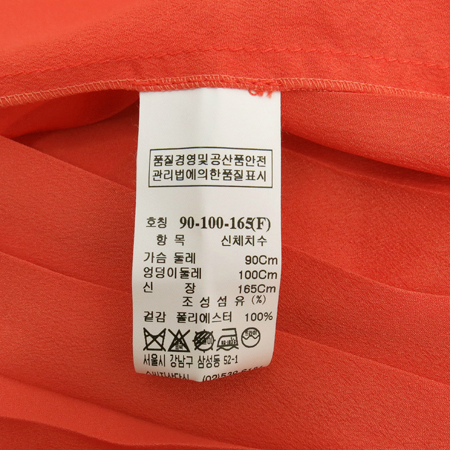 품질경영및공산품안전
관리법에의한품질표시
호칭 90-100-165(F)
항 목 신체치수
가슴 둘레 90Cm
엉덩이둘레 100Cm
신 장 165Cm
조성섬유(%)
겉감 폴리에스터 100%
서울시 강남구 삼성동 52-1